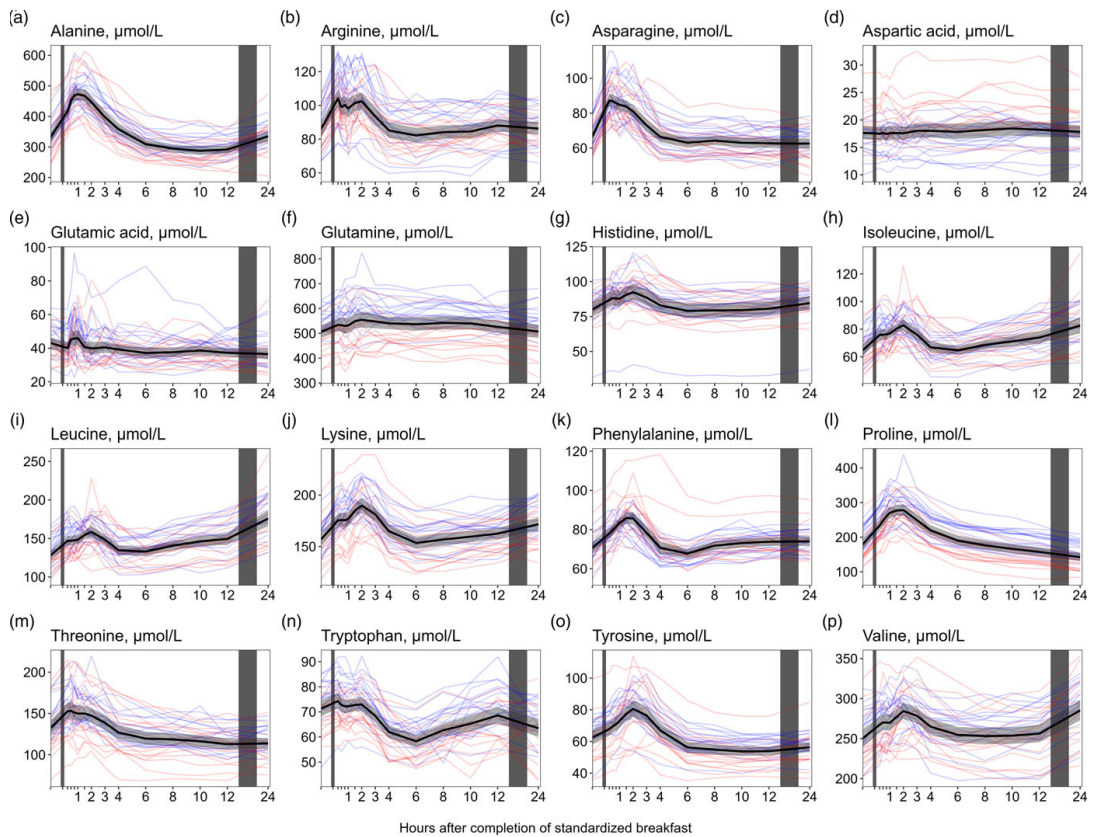 (a) (b) (c) (d)
Alanine, µmol/L Arginine, µmol/L Asparagine, µmol/L Aspartic acid, µmol/L
600
500
400
300
200
1 2 3 4 6 8 10 12 24
120
100
80
60
1 2 3 4 6 8 10 12 24
100
80
60
1 2 3 4 6 8 10 12 24
30
25
20
15
10
1 2 3 4 6 8 10 12 24
(e) (f) (g) (h)
Glutamic acid, µmol/L Glutamine, µmol/L Histidine, µmol/L Isoleucine, µmol/L
100
80
60
40
20
1 2 3 4 6 8 10 12 24
800
700
600
500
400
300
1 2 3 4 6 8 10 12 24
125
100
75
50
1 2 3 4 6 8 10 12 24
120
100
80
60
1 2 3 4 6 8 10 12 24
(i) (j) (k) (l)
Leucine, µmol/L Lysine, µmol/L Phenylalanine, µmol/L Proline, µmol/L
250
200
150
100
1 2 3 4 6 8 10 12 24
200
150
1 2 3 4 6 8 10 12 24
120
100
80
60
1 2 3 4 6 8 10 12 24
400
300
200
100
1 2 3 4 6 8 10 12 24
(m) (n) (o) (p)
Threonine, µmol/L Tryptophan, µmol/L Tyrosine, µmol/L Valine, µmol/L
200
150
100
1 2 3 4 6 8 10 12 24
90
80
70
60
50
1 2 3 4 6 8 10 12 24
100
80
60
40
1 2 3 4 6 8 10 12 24
350
300
250
200
1 2 3 4 6 8 10 12 24
Hours after completion of standardized breakfast